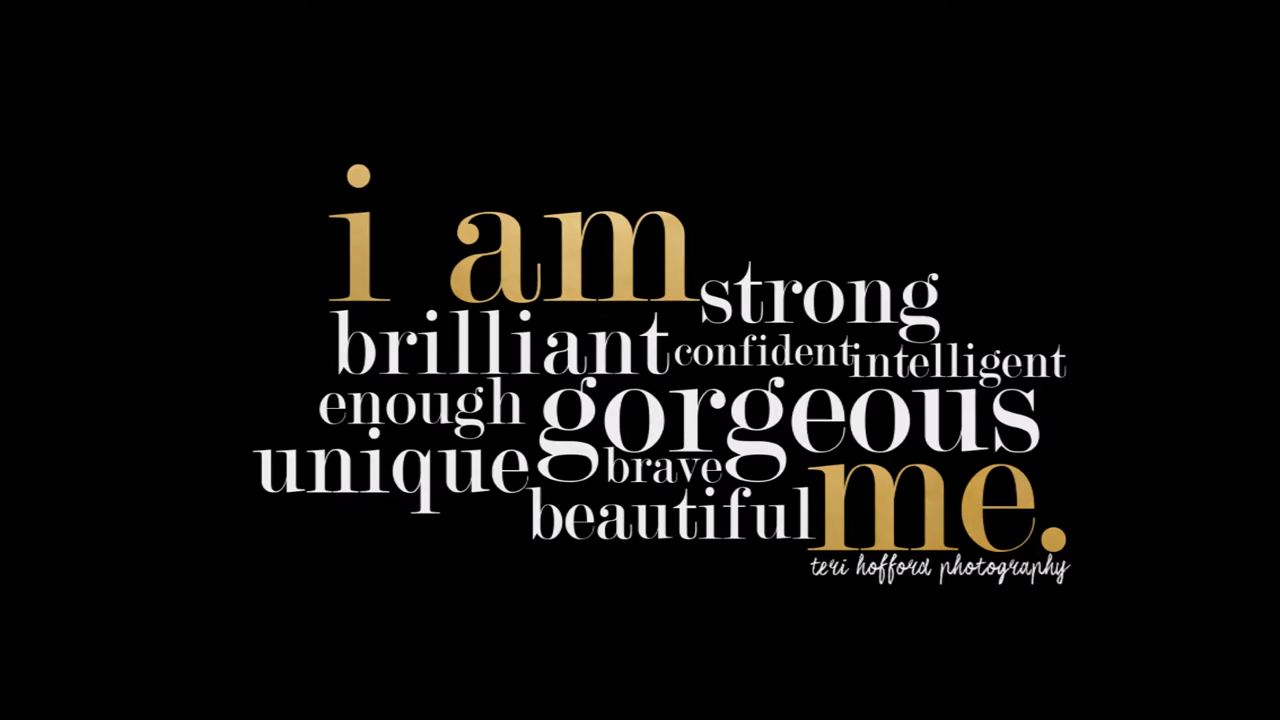 i am
strong
brilliant confident intelligent
enough gorgeous
unique brave
beautiful me.
teri hofford photography